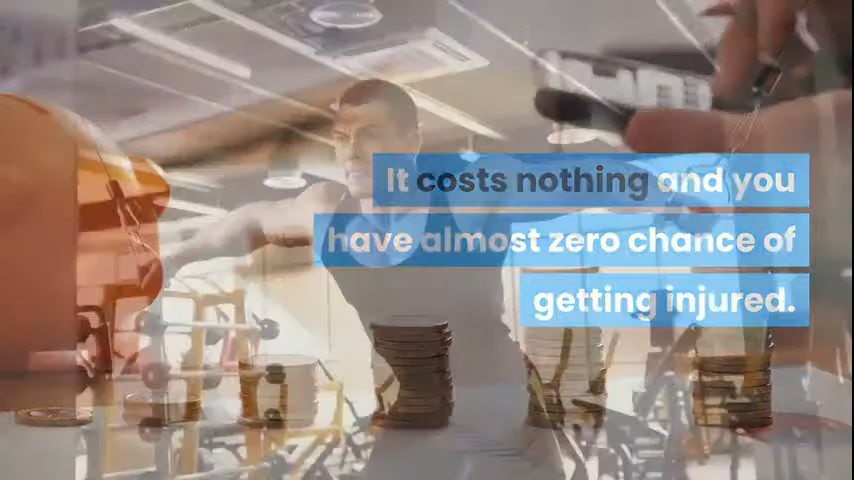 It costs nothing and you
have almost zero chance of
getting injured.